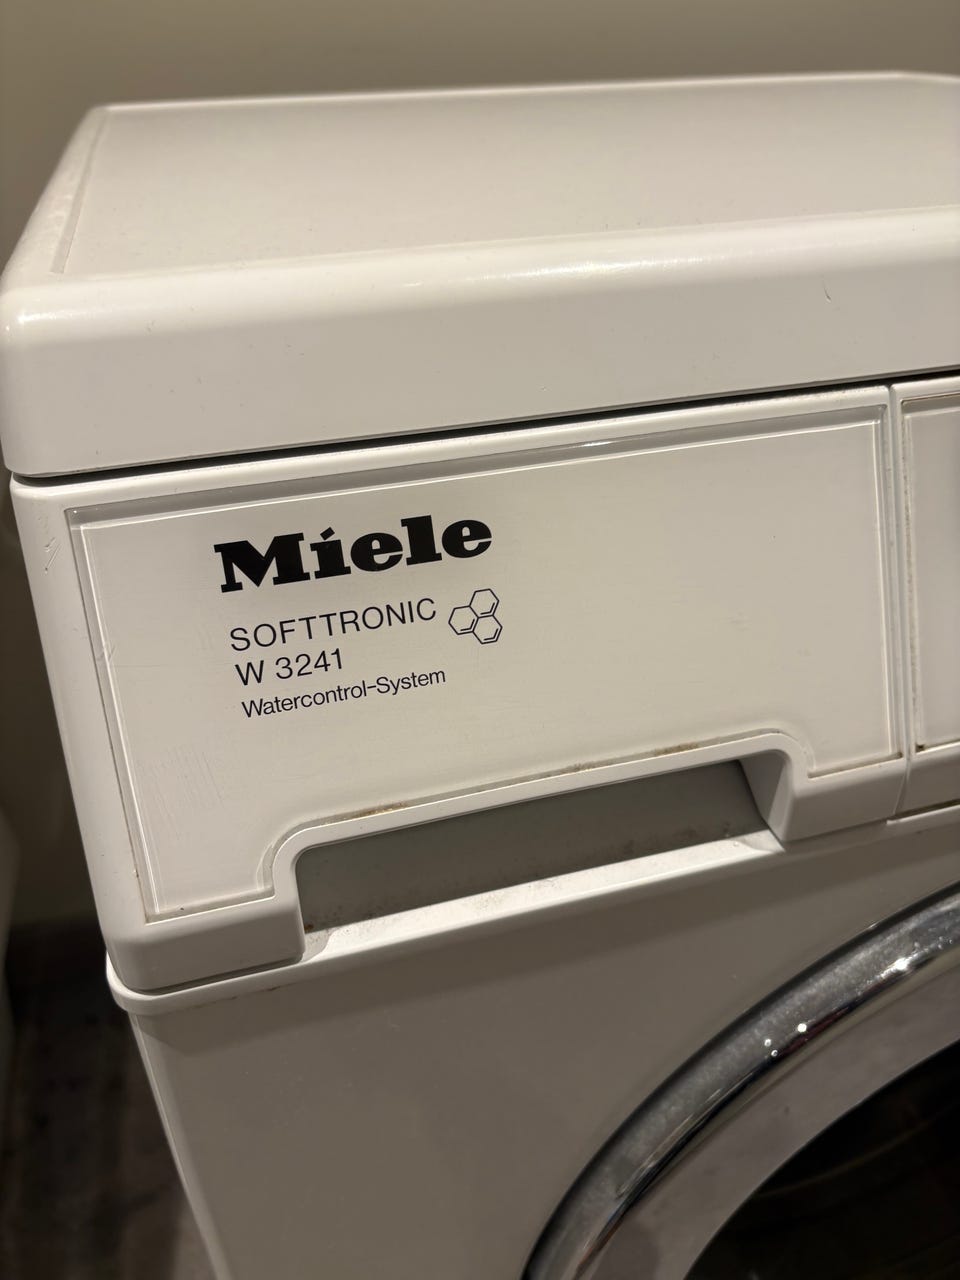 Miele
SOFTTRONIC
W 3241
Watercontrol-System